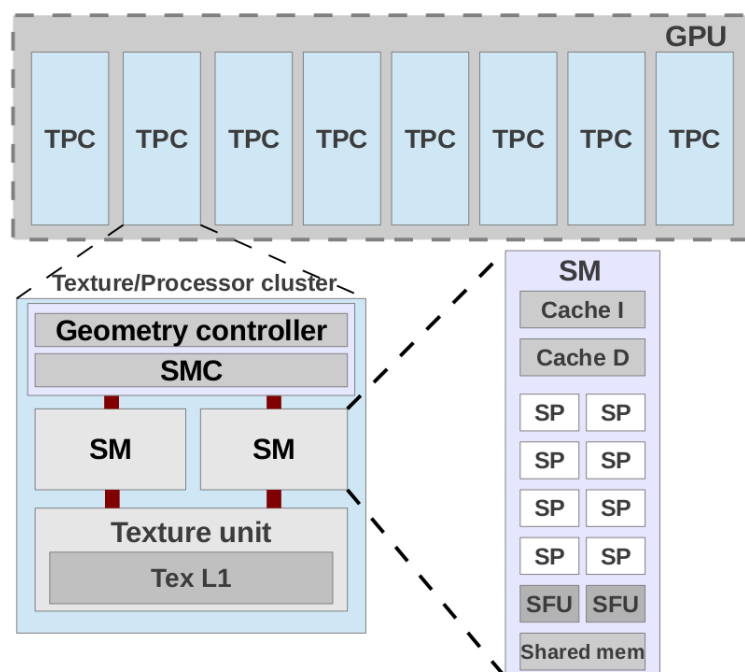 GPU
TPC TPC TPC TPC TPC TPC TPC TPC
Texture/Processor cluster
Geometry controller
SMC
SM SM
Texture unit
Tex L1
SM
Cache I
Cache D
SP SP
SP SP
SP SP
SP SP
SFU SFU
Shared mem